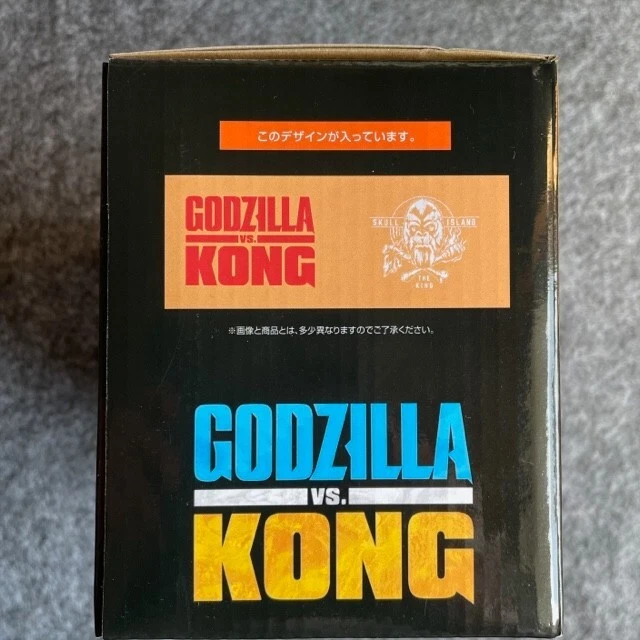 このデザインが入っています。
GODZILLA
VS.
KONG
SKULL ISLAND
THE
KING
※画像と商品とは、多少異なりますのでご了承ください。
GODZILLA
VS.
KONG